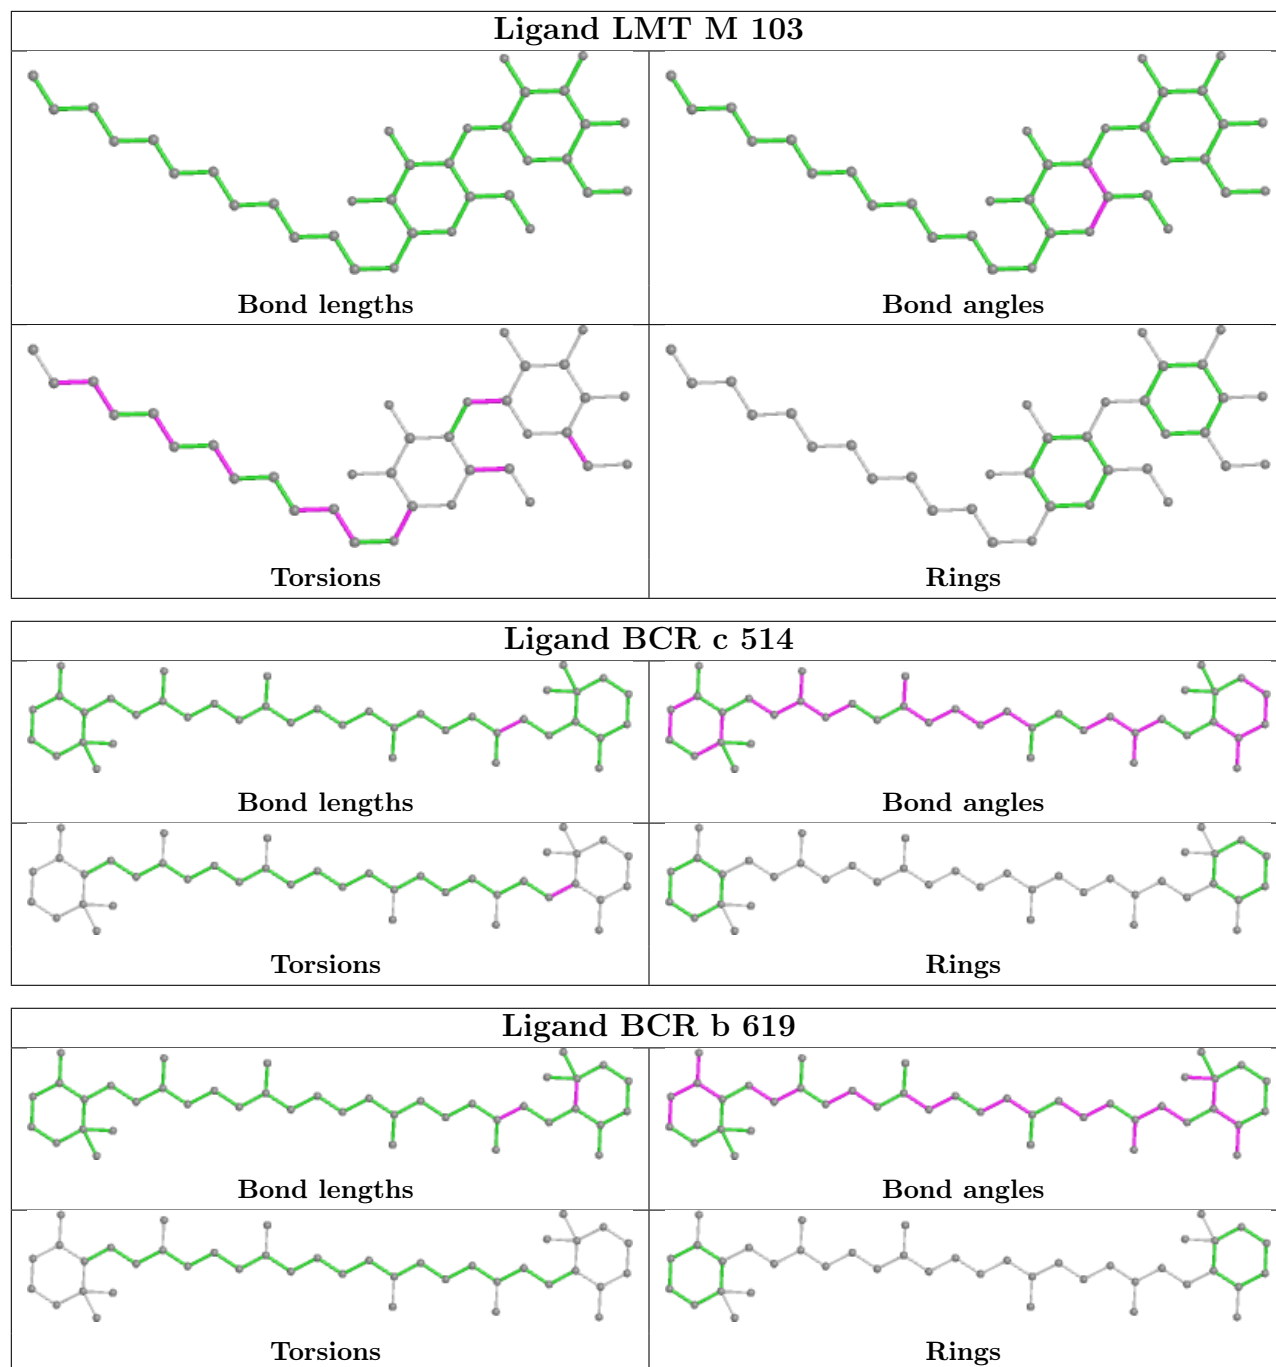 Ligand LMT M 103
Bond lengths
Bond angles
Torsions
Rings
Ligand BCR c 514
Bond lengths
Bond angles
Torsions
Rings
Ligand BCR b 619
Bond lengths
Bond angles
Torsions
Rings